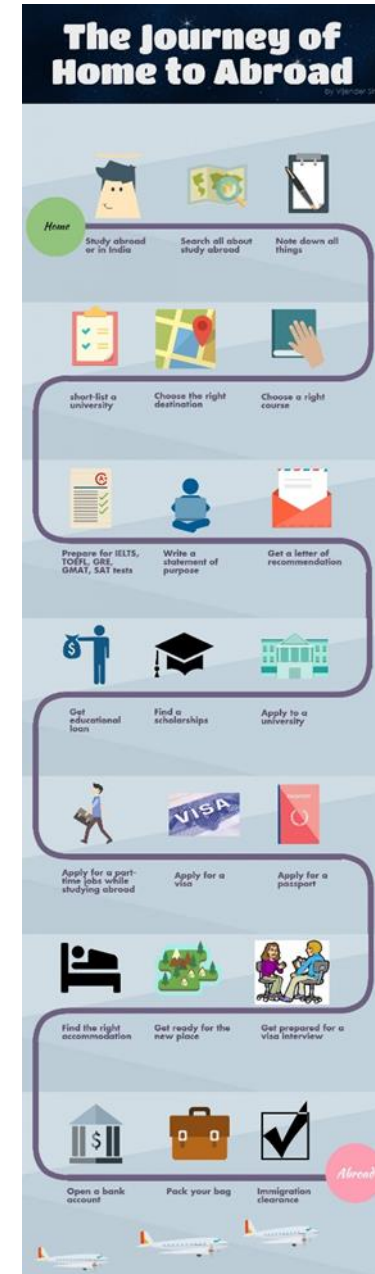 The Journey of
Home to Abroad
Home
Study abroad
or in India
Search all about
study abroad
Note down all
things
short-list a
university
Choose the right
destination
Choose a right
course
Prepare for IELTS,
TOEFL, GRE,
GMAT, SAT tests
Write a
statement of
purpose
Get a letter of
recommendation
Get
educational
loan
Find a
scholarships
Apply to a
university
Apply for a part-
time jobs while
studying abroad
VISA
Apply for a
visa
Apply for a
passport
Find the right
accommodation
Get ready for the
new place
Get prepared for a
visa interview
Open a bank
account
Pack your bag
Immigration
clearance
Abroad